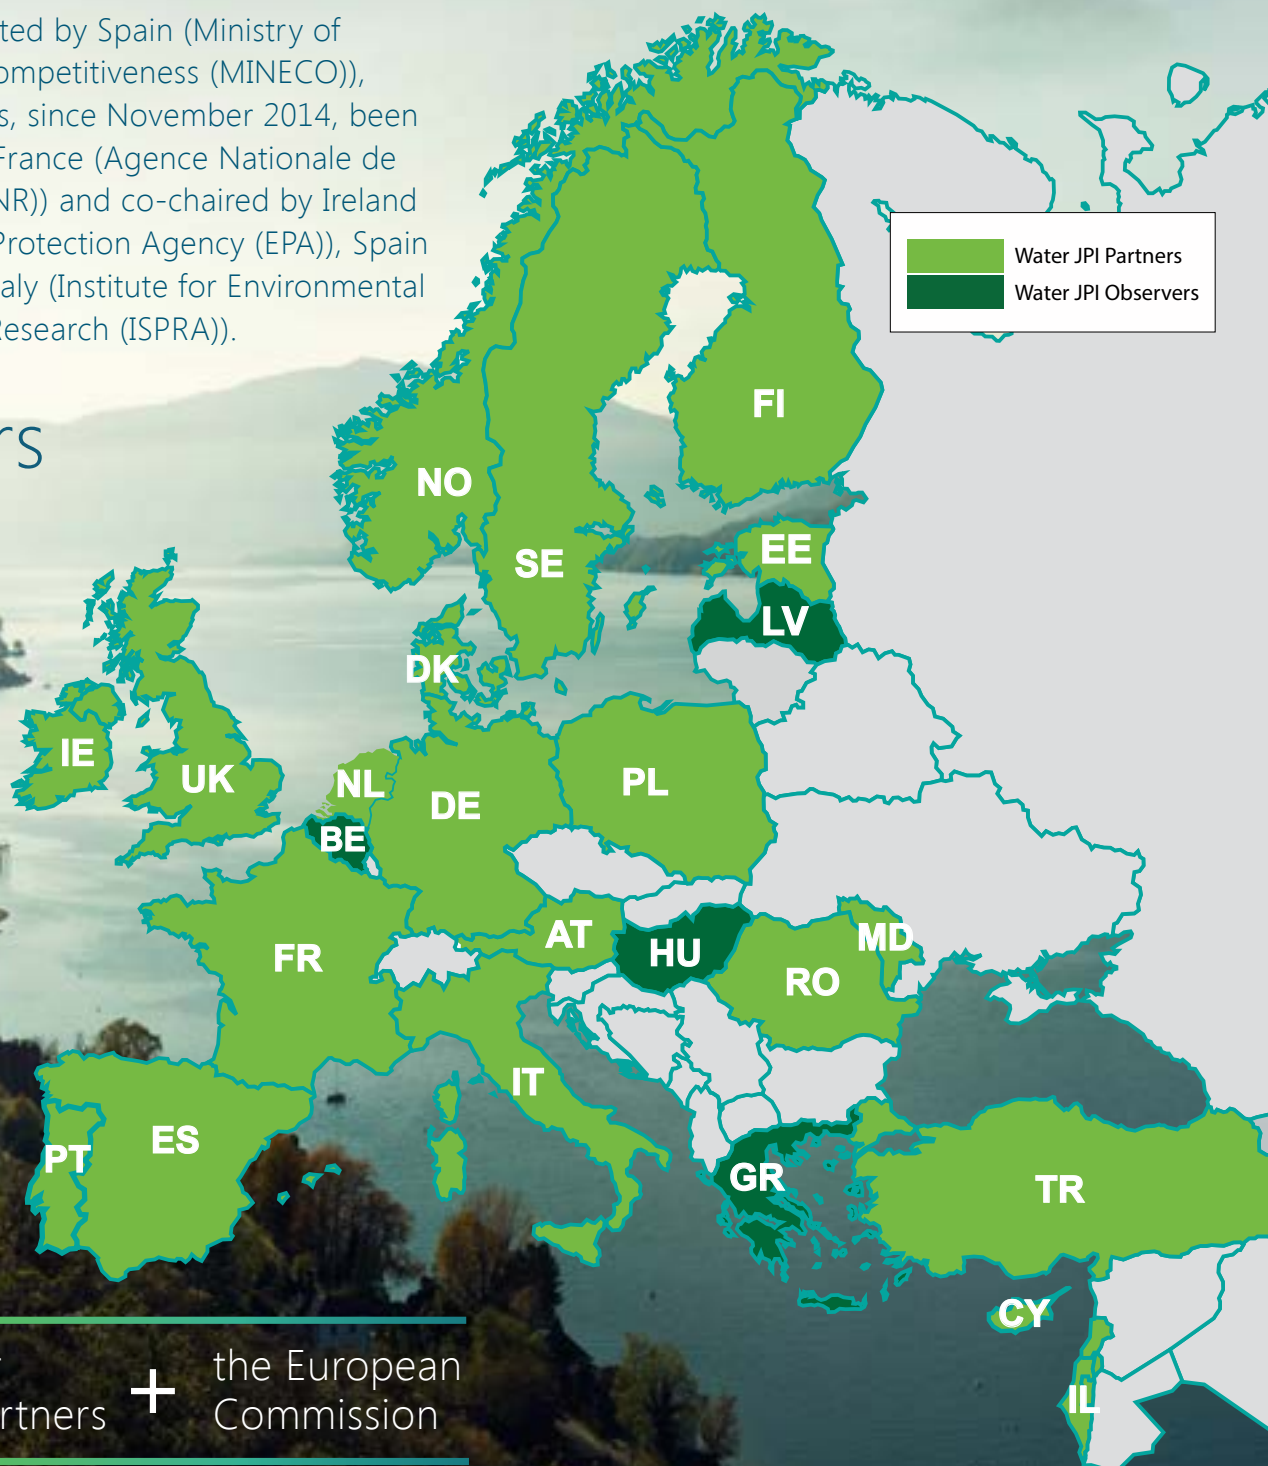 ted by Spain (Ministry of
ompetitiveness (MINECO)),
s, since November 2014, been
France (Agence Nationale de
NR)) and co-chaired by Ireland
Protection Agency (EPA)), Spain
aly (Institute for Environmental
Research (ISPRA)).
rs
Water JPI Partners
Water JPI Observers
FI
NO
SE
EE
LV
DK
IE
UK
NL
DE
PL
BE
AT
HU
MD
FR
RO
IT
ES
PT
GR
TR
CY
IL
rtners + the European
Commission